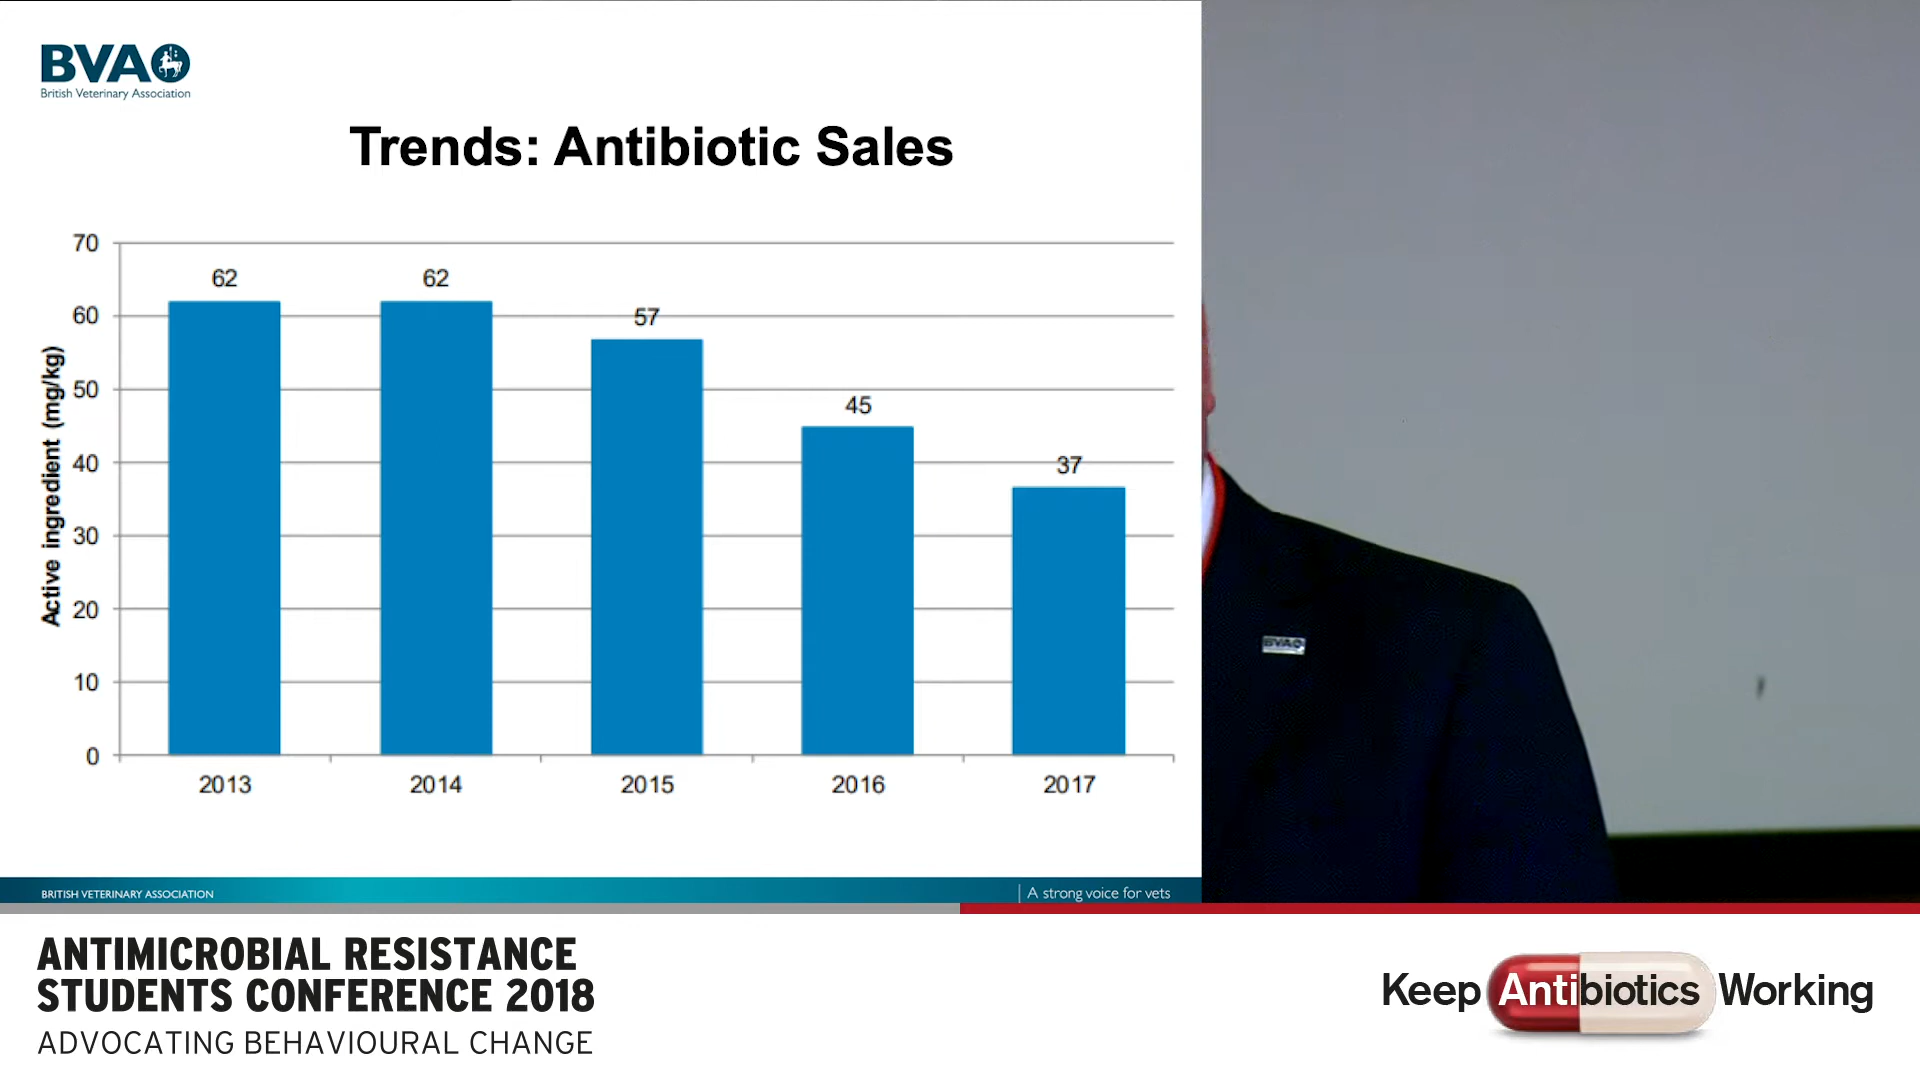 BVA
British Veterinary Association
Trends: Antibiotic Sales
Active ingredient (mg/kg)
70
60
50
40
30
20
10
0
62
62
57
45
37
2013
2014
2015
2016
2017
BRITISH VETERINARY ASSOCIATION
A strong voice for vets
BVA
ANTIMICROBIAL RESISTANCE
STUDENTS CONFERENCE 2018
ADVOCATING BEHAVIOURAL CHANGE
Keep Antibiotics Working